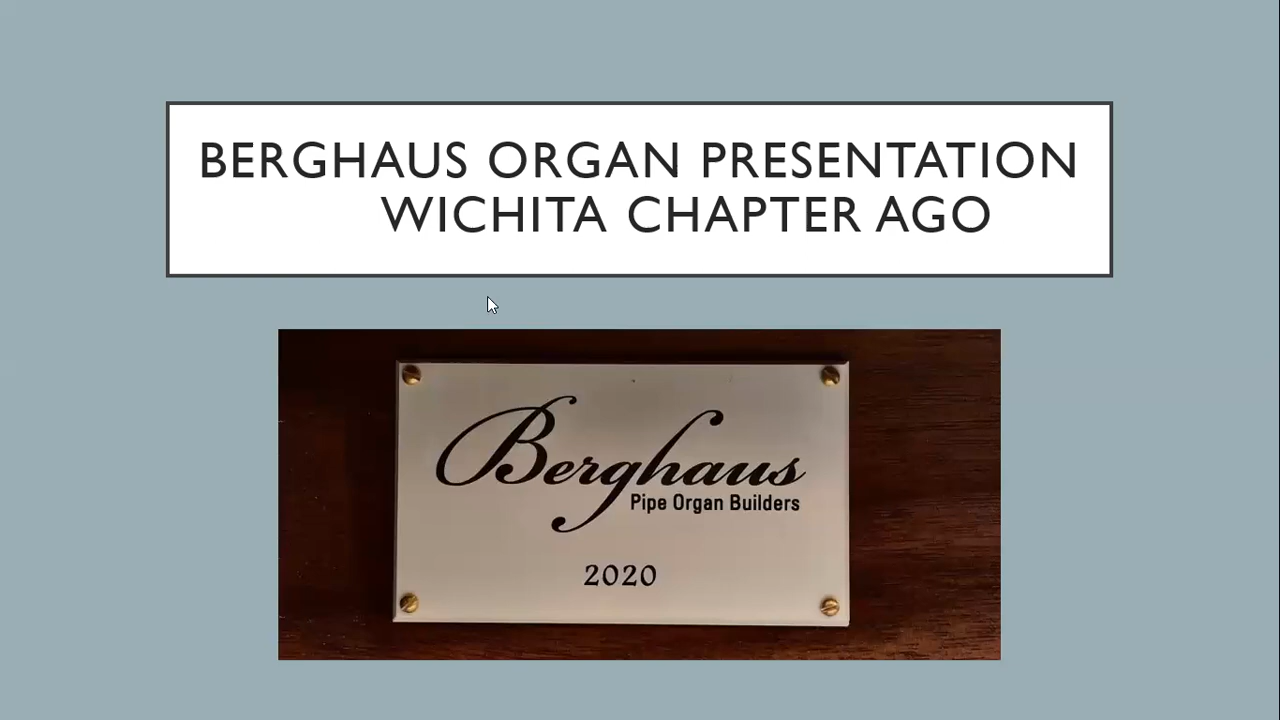 BERGHAUS ORGAN PRESENTATION
WICHITA CHAPTER AGO
Berghaus
Pipe Organ Builders
2020